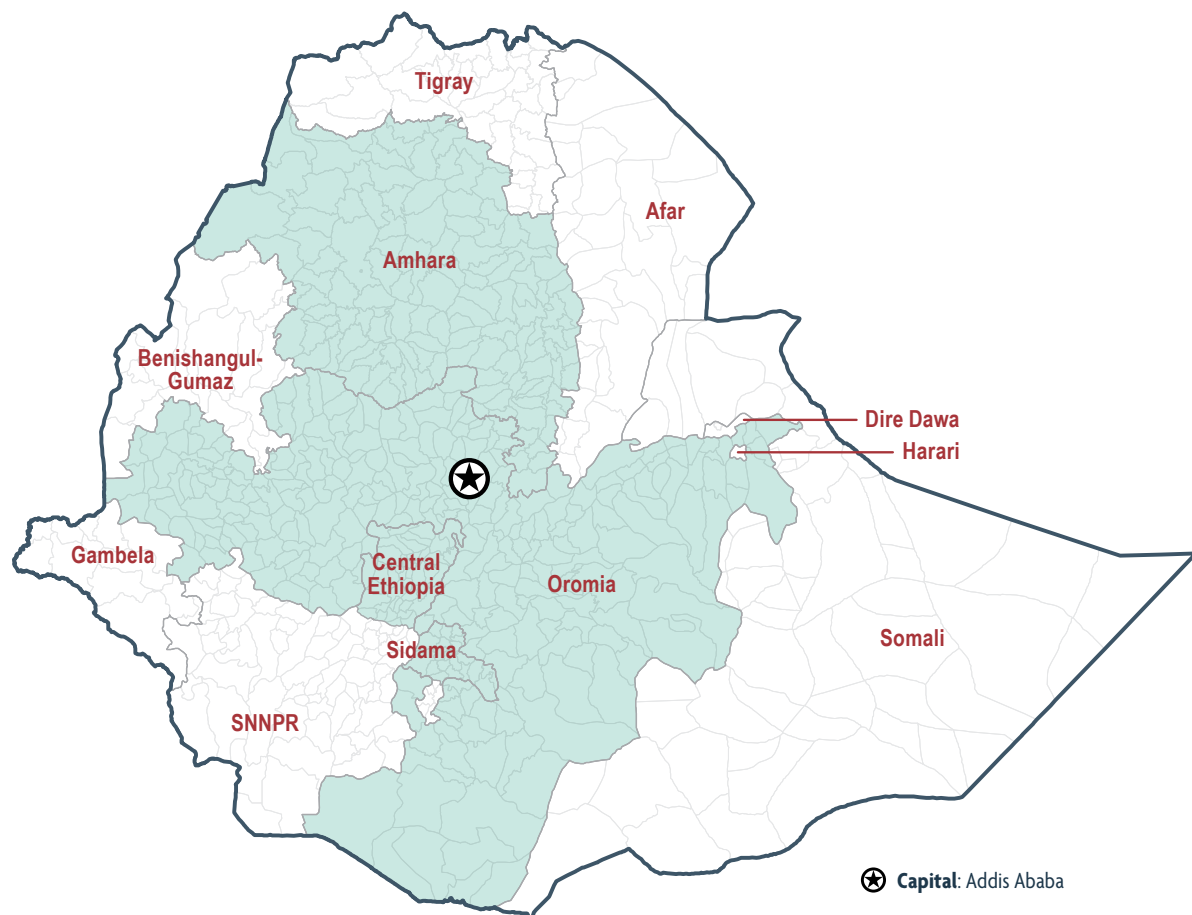 Tigray
Afar
Amhara
Benishangul-
Gumaz
Dire Dawa
Harari
Gambela
Central
Ethiopia
Oromia
Sidama
Somali
SNNPR
Capital: Addis Ababa